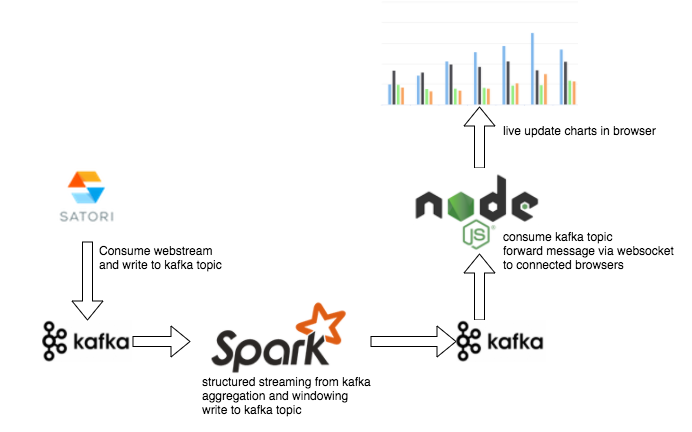 live update charts in browser
SATORI
node
JS
Consume webstream
and write to kafka topic
consume kafka topic
forward message via websocket
to connected browsers
kafka
Spark
kafka
structured streaming from kafka
aggregation and windowing
write to kafka topic